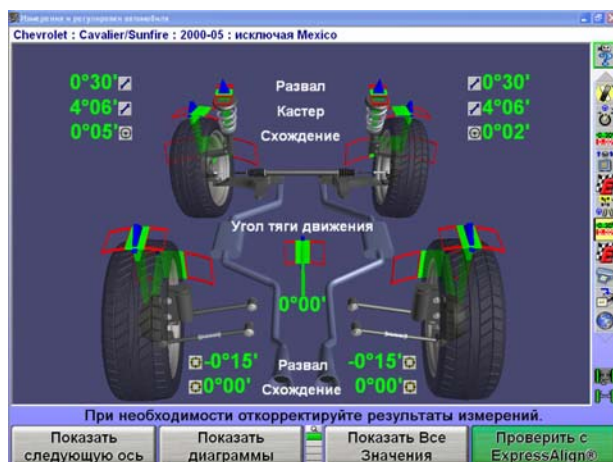 Измерение и регулировки автомобиля
Chevrolet : Cavalier/Sunfire : 2000-05 : исключая Mexico
0°30' Развал 0°30'
4°06' Кастер 4°06'
0°05' Схождение 0°02'
Угол тяги движения
0°00'
-0°15' Развал -0°15'
0°00' Схождение 0°00'
При необходимости откорректируйте результаты измерений.
Показать следующую ось
Показать диаграммы
Показать Все Значения
Проверить с ExpressAlign®